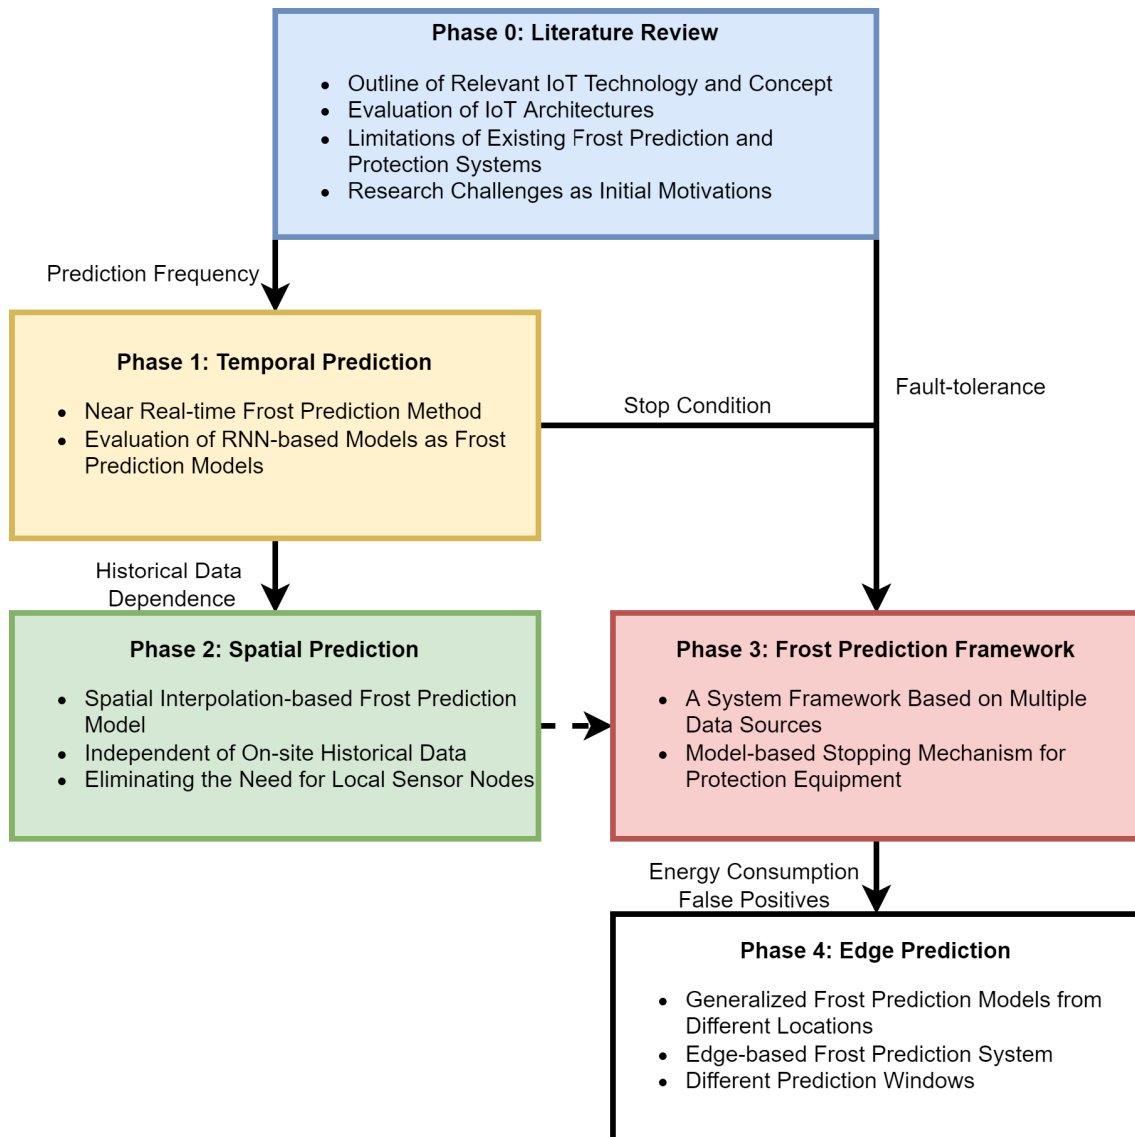 Phase 0: Literature Review
• Outline of Relevant IoT Technology and Concept
• Evaluation of IoT Architectures
• Limitations of Existing Frost Prediction and
Protection Systems
• Research Challenges as Initial Motivations
Prediction Frequency
Phase 1: Temporal Prediction
• Near Real-time Frost Prediction Method
• Evaluation of RNN-based Models as Frost
Prediction Models
Stop Condition
Fault-tolerance
Historical Data
Dependence
Phase 2: Spatial Prediction
• Spatial Interpolation-based Frost Prediction
Model
• Independent of On-site Historical Data
• Eliminating the Need for Local Sensor Nodes
Phase 3: Frost Prediction Framework
• A System Framework Based on Multiple
Data Sources
• Model-based Stopping Mechanism for
Protection Equipment
Energy Consumption
False Positives
Phase 4: Edge Prediction
• Generalized Frost Prediction Models from
Different Locations
• Edge-based Frost Prediction System
• Different Prediction Windows